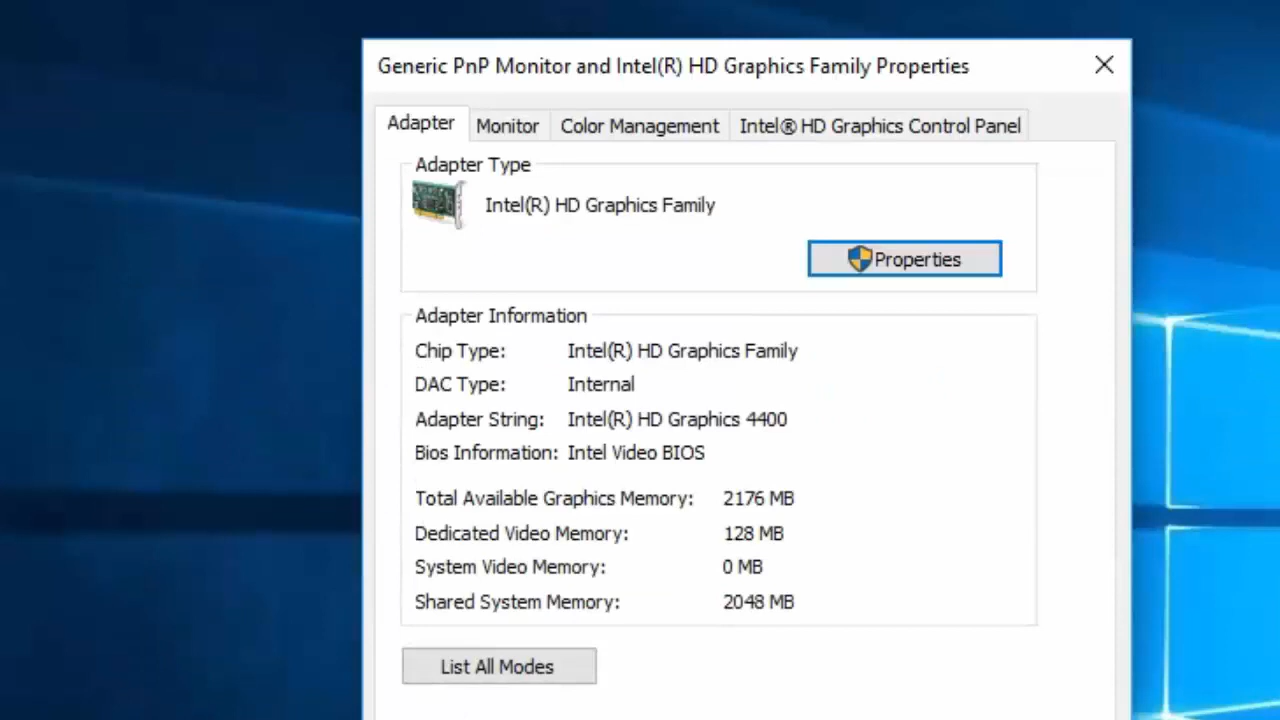 Generic PnP Monitor and Intel(R) HD Graphics Family Properties
Adapter Monitor Color Management Intel® HD Graphics Control Panel
Adapter Type
Intel(R) HD Graphics Family
Properties
Adapter Information
Chip Type: Intel(R) HD Graphics Family
DAC Type: Internal
Adapter String: Intel(R) HD Graphics 4400
Bios Information: Intel Video BIOS
Total Available Graphics Memory: 2176 MB
Dedicated Video Memory: 128 MB
System Video Memory: 0 MB
Shared System Memory: 2048 MB
List All Modes